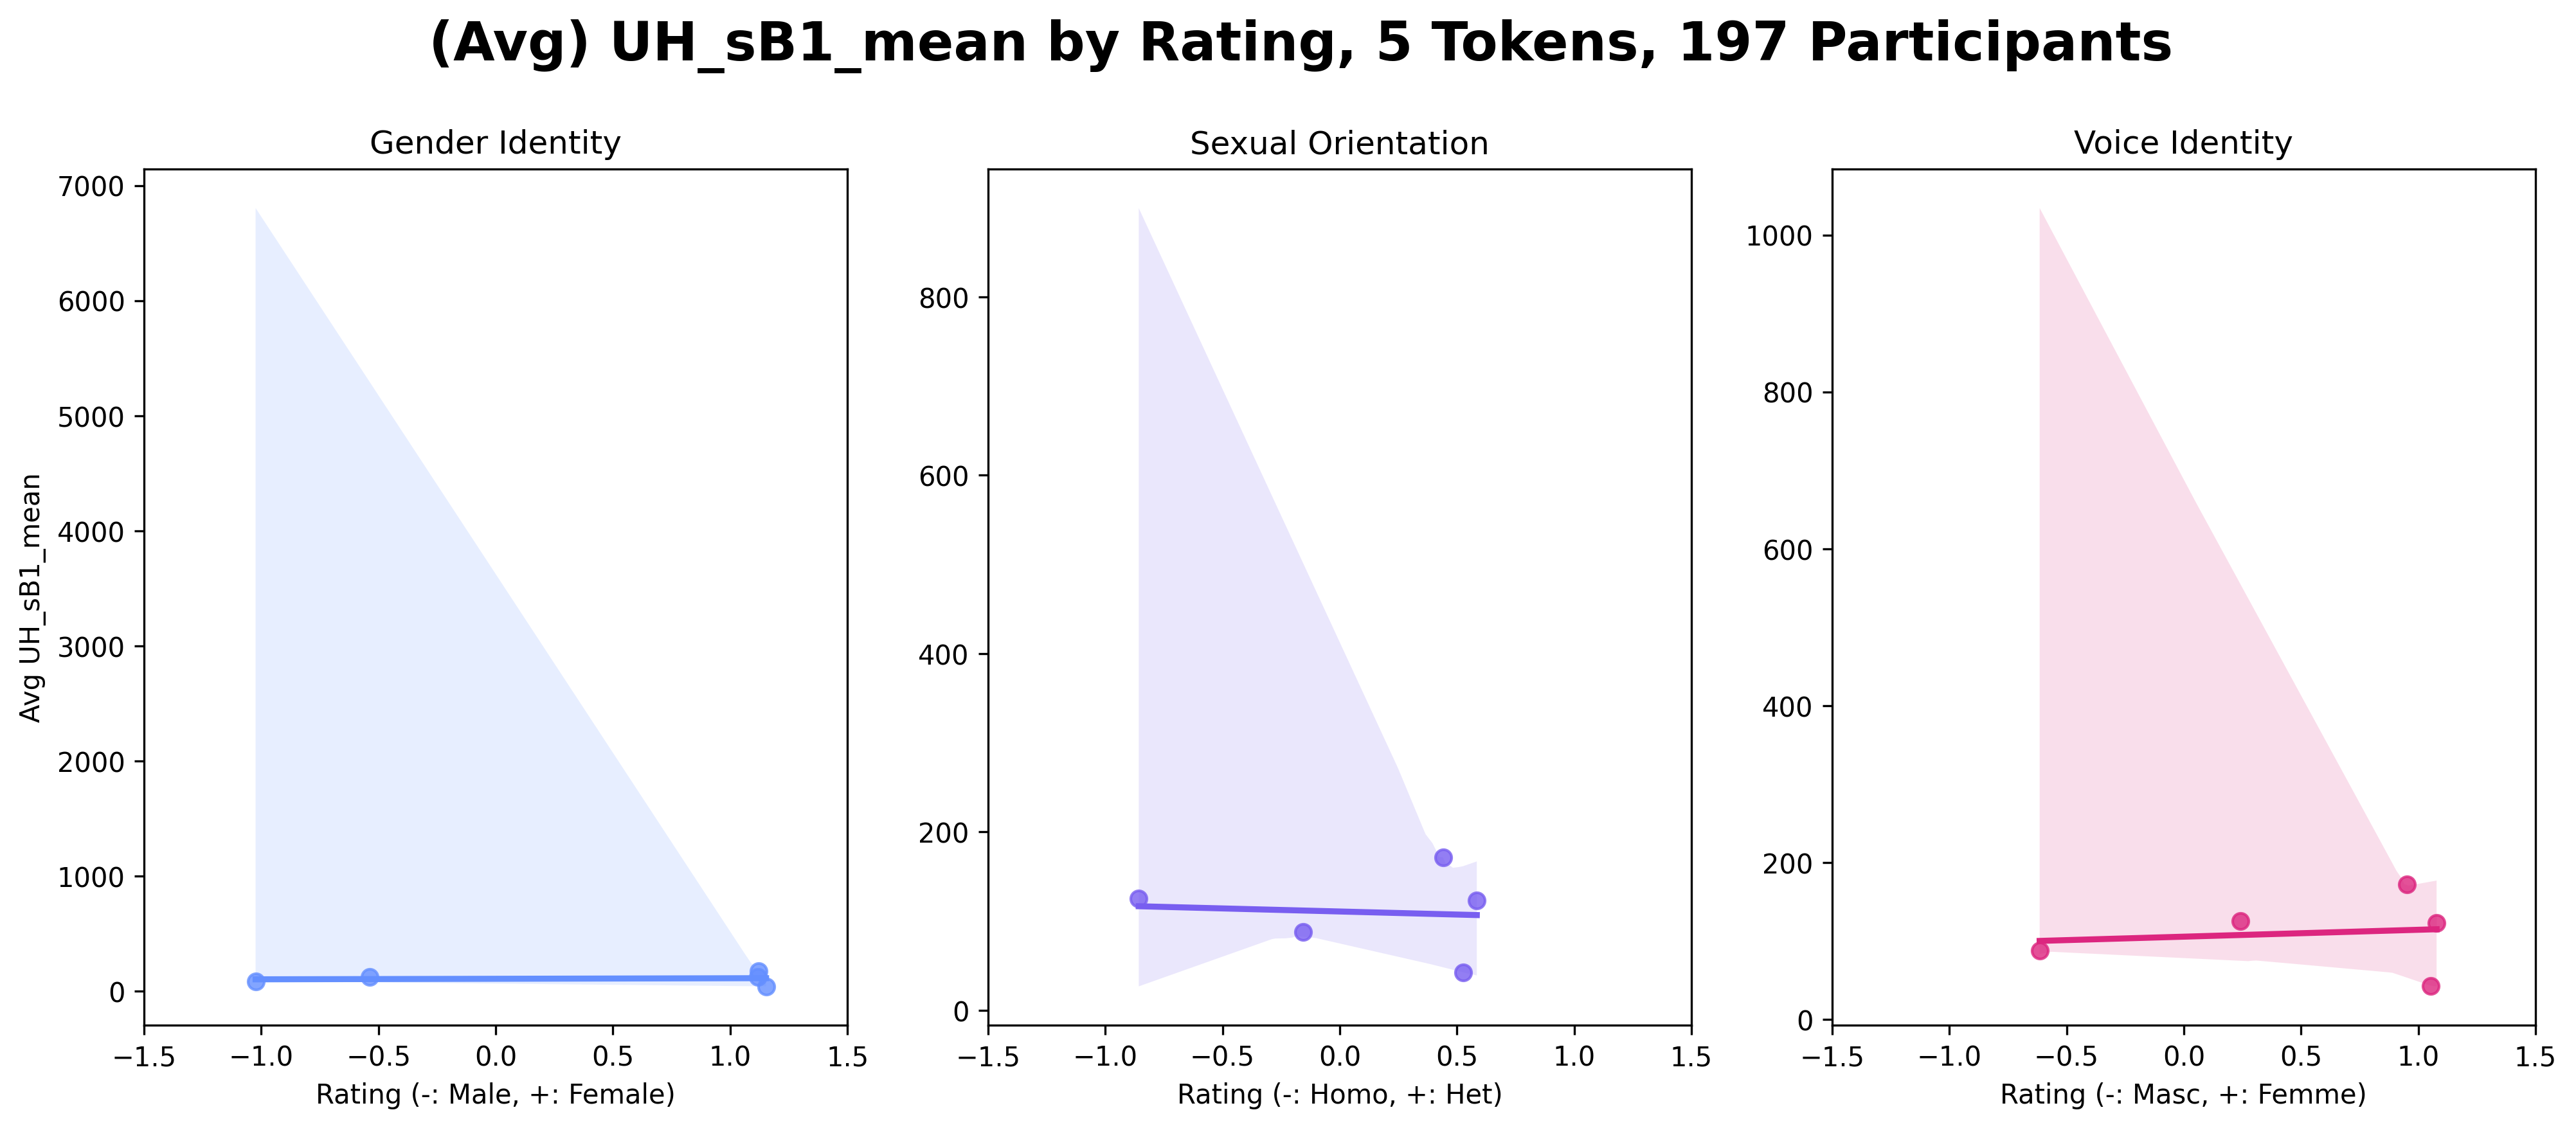 (Avg) UH_sB1_mean by Rating, 5 Tokens, 197 Participants
Gender Identity
Sexual Orientation
Voice Identity
Avg UH_sB1_mean
7000
6000
5000
4000
3000
2000
1000
0
−1.5 −1.0 −0.5 0.0 0.5 1.0 1.5
Rating (-: Male, +: Female)
800
600
400
200
0
−1.5 −1.0 −0.5 0.0 0.5 1.0 1.5
Rating (-: Homo, +: Het)
1000
800
600
400
200
0
−1.5 −1.0 −0.5 0.0 0.5 1.0 1.5
Rating (-: Masc, +: Femme)